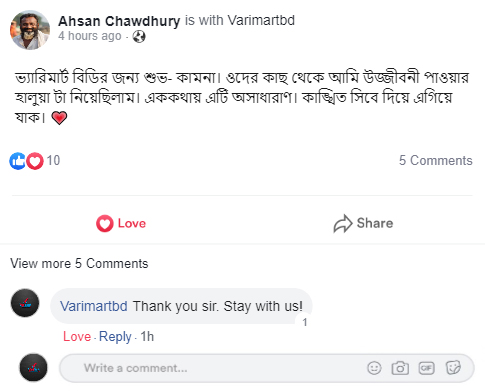 Ahsan Chawdhury is with Varimartbd
4 hours ago ·
ভ্যারিমার্ট বিডির জন্য শুভ- কামনা। ওদের কাছ থেকে আমি উজ্জীবনী পাওয়ার
হালুয়া টা নিয়েছিলাম। এককথায় এটি অসাধারাণ। কাঙ্খিত সিবে দিয়ে এগিয়ে
যাক। ❤
10
5 Comments
Love
Share
View more 5 Comments
Varimartbd Thank you sir. Stay with us!
1
Love · Reply · 1h
Write a comment...
GIF